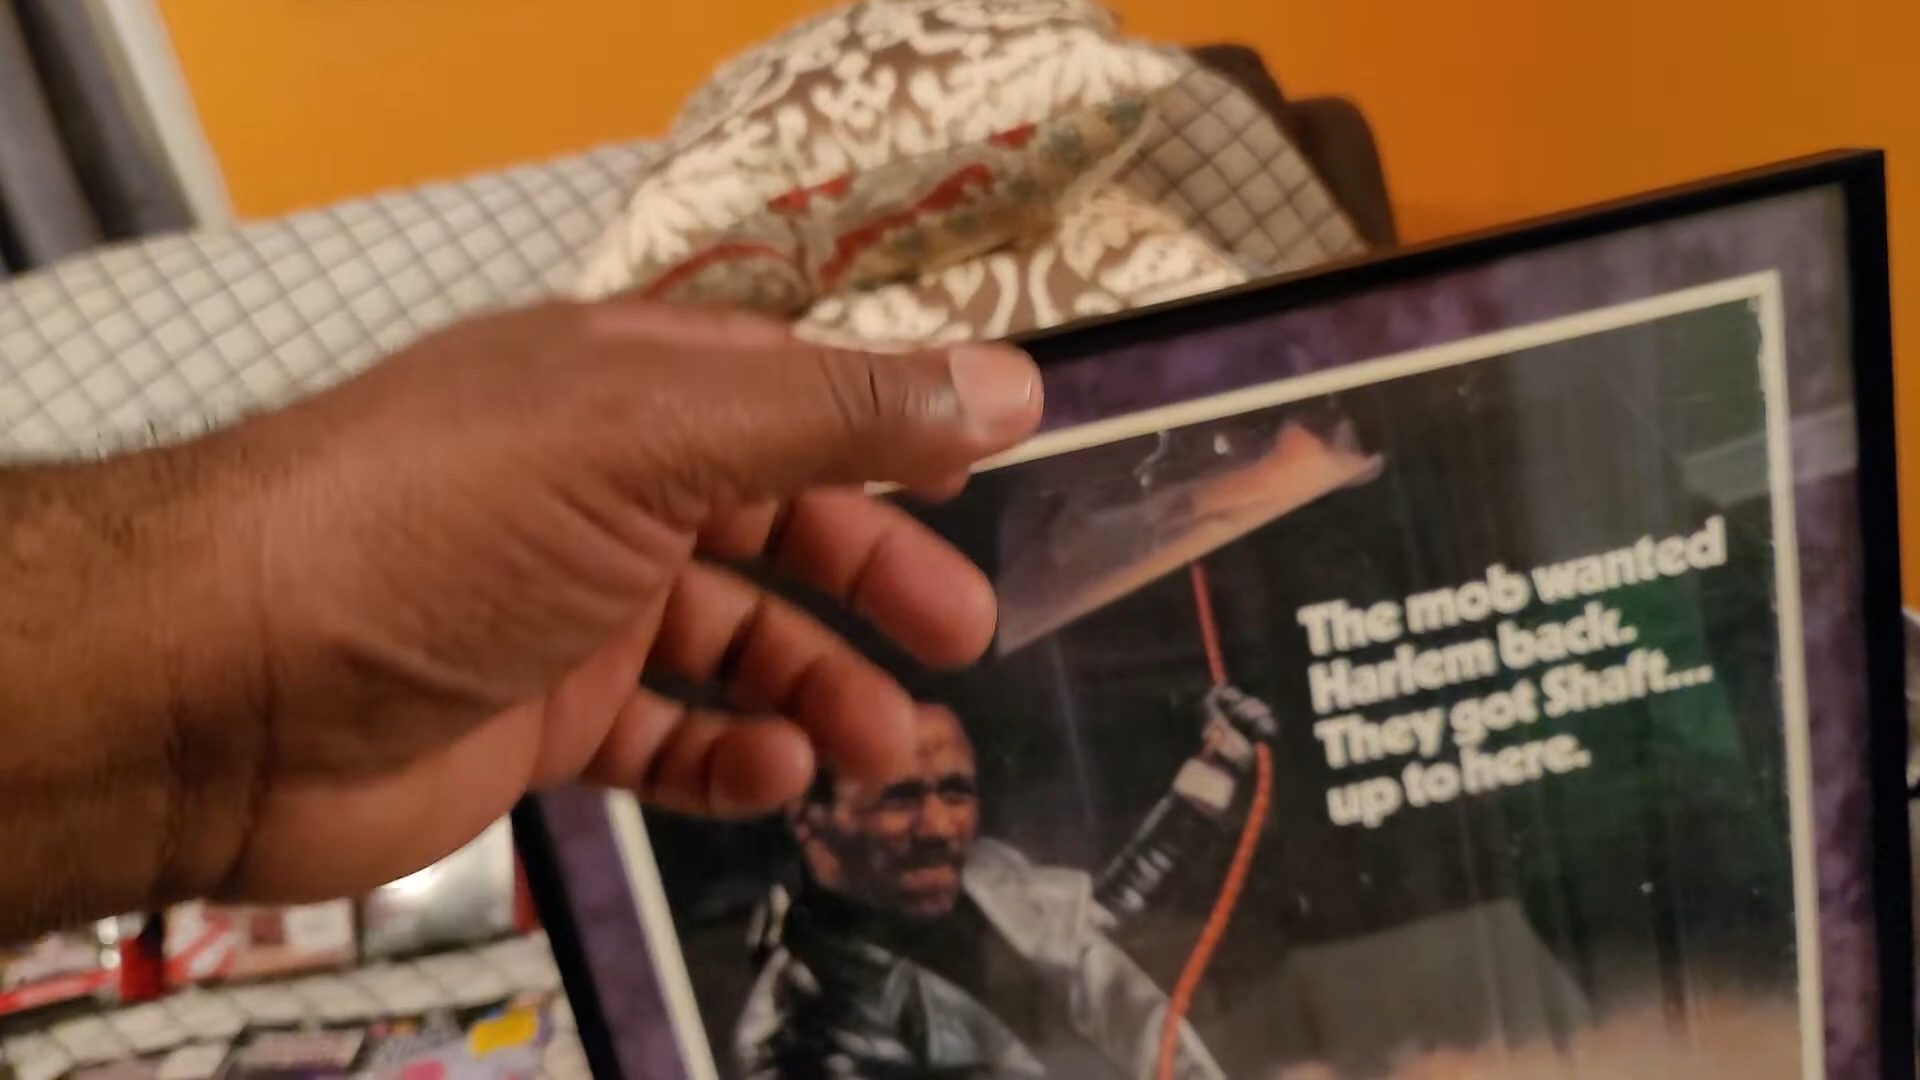 The mob wanted
Harlem back.
They got Shaft...
up to here.